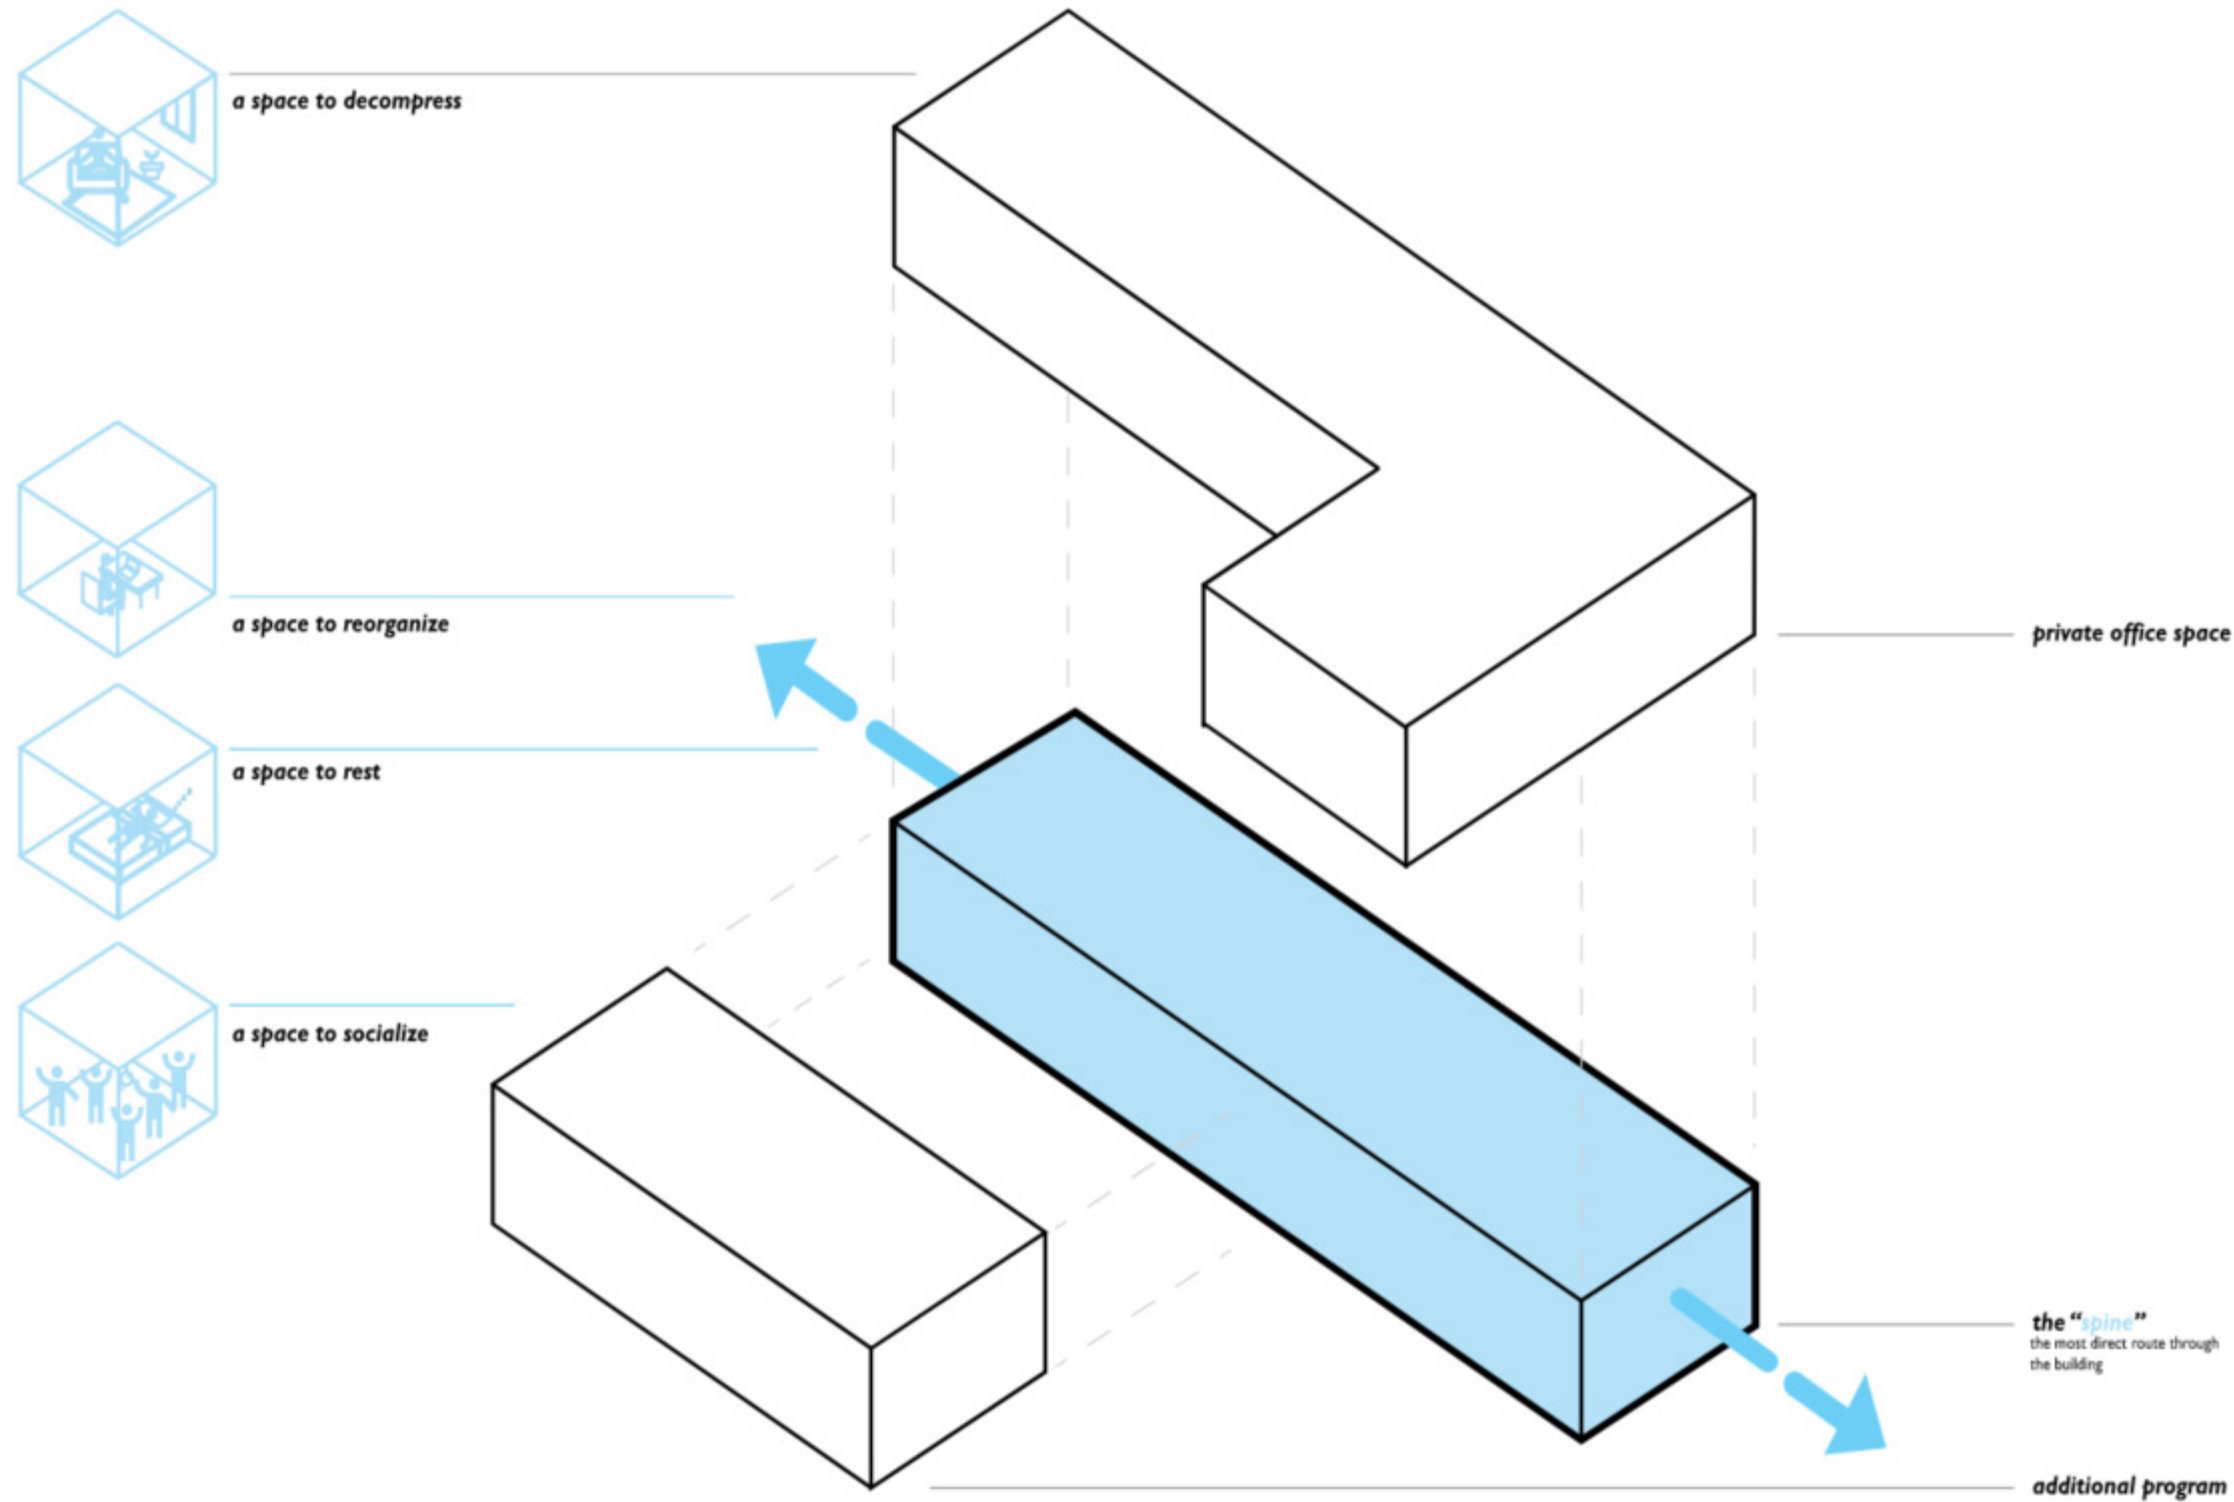 a space to decompress
a space to reorganize
private office space
a space to rest
a space to socialize
the “spine”
the most direct route through
the building
additional program